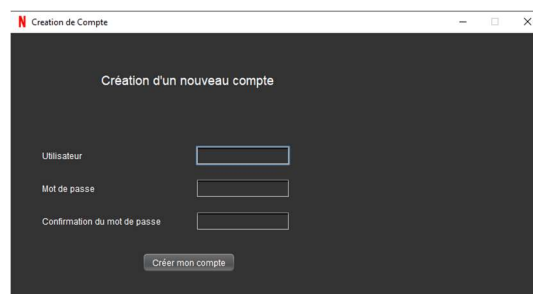 N Creation de Compte
Création d'un nouveau compte
Utilisateur
Mot de passe
Confirmation du mot de passe
Créer mon compte